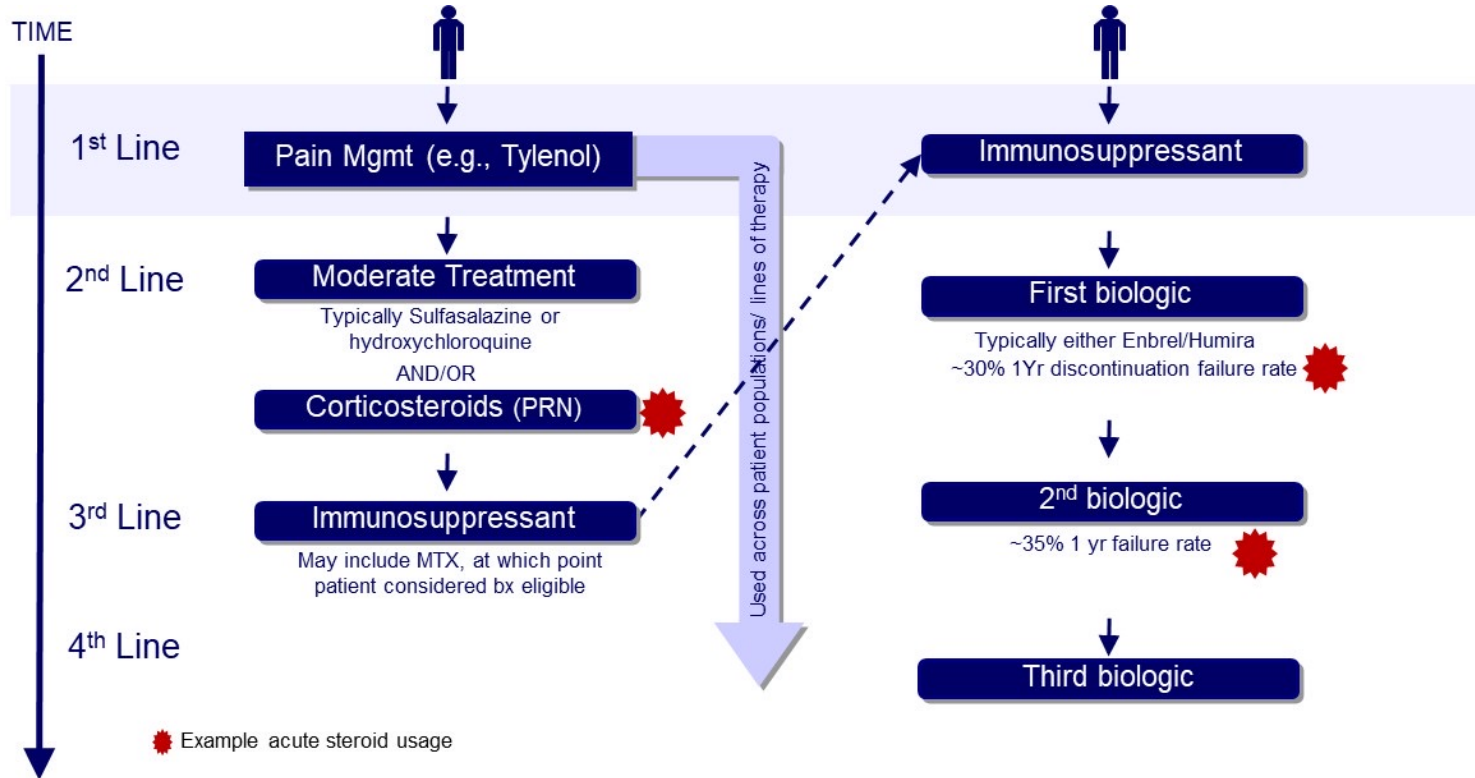 TIME
1st Line
Pain Mgmt (e.g., Tylenol)
Immunosuppressant
2nd Line
Moderate Treatment
Typically Sulfasalazine or
hydroxychloroquine
AND/OR
Corticosteroids (PRN)
First biologic
Typically either Enbrel/Humira
~30% 1Yr discontinuation failure rate
3rd Line
Immunosuppressant
May include MTX, at which point
patient considered bx eligible
2nd biologic
~35% 1 yr failure rate
4th Line
Third biologic
Used across patient populations/ lines of therapy
Example acute steroid usage